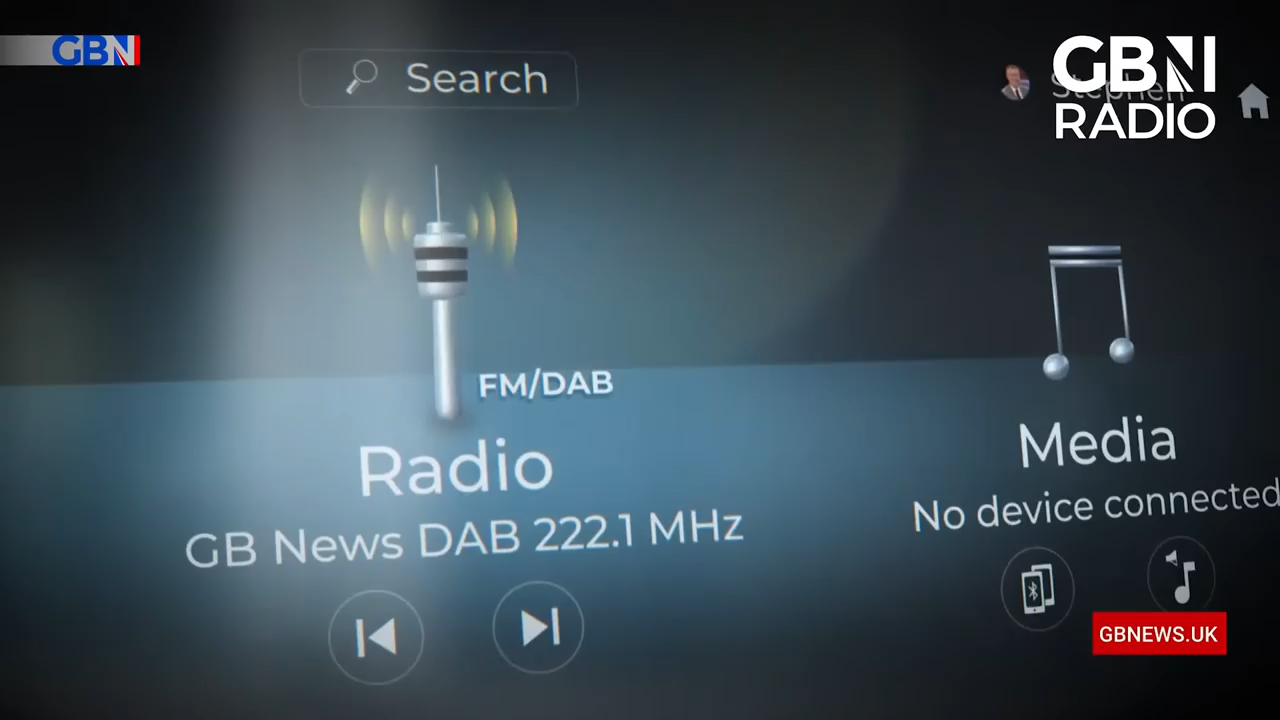 GBN
Search
Stephen
GBN
RADIO
FM/DAB
Radio
GB News DAB 222.1 MHz
Media
No device connected
GBNEWS.UK